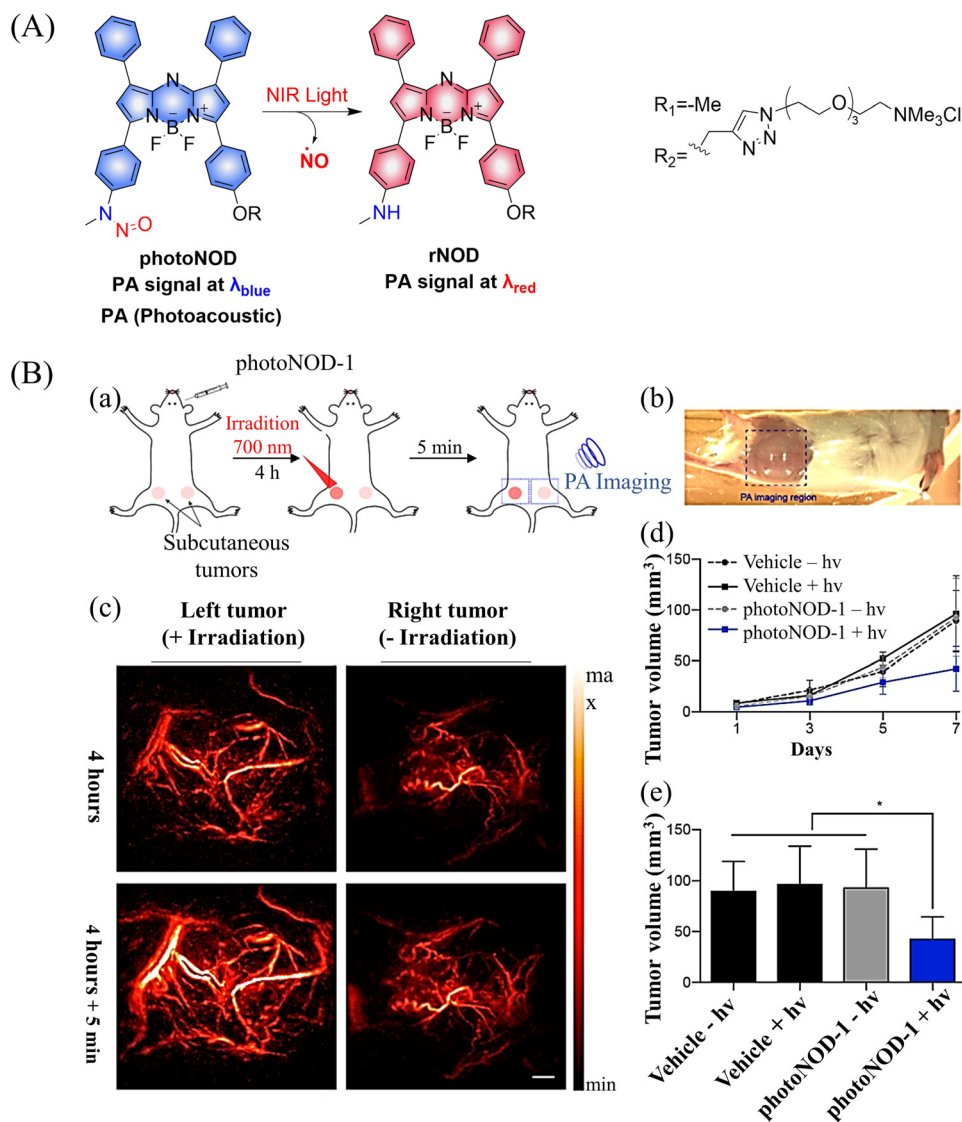 (A)
N
N
N
B
F
F
N
N
O
OR
NIR Light
NO
N
N
N
B
F
F
NH
OR
R1=-Me
R2=
N
N
N
O
3
NMe3Cl
photoNOD
PA signal at λblue
PA (Photoacoustic)
rNOD
PA signal at λred
(B)
(a)
photoNOD-1
Irradition
700 nm
4 h
5 min
PA Imaging
Subcutaneous
tumors
(b)
PA imaging region
(c)
Left tumor
(+ Irradiation)
Right tumor
(- Irradiation)
4 hours
4 hours + 5 min
ma
x
min
(d)
Tumor volume (mm3)
150
100
50
0
1
3
5
7
Days
Vehicle – hv
Vehicle + hv
photoNOD-1 – hv
photoNOD-1 + hv
(e)
Tumor volume (mm3)
150
100
50
0
*
Vehicle - hv
Vehicle + hv
photoNOD-1 - hv
photoNOD-1 + hv